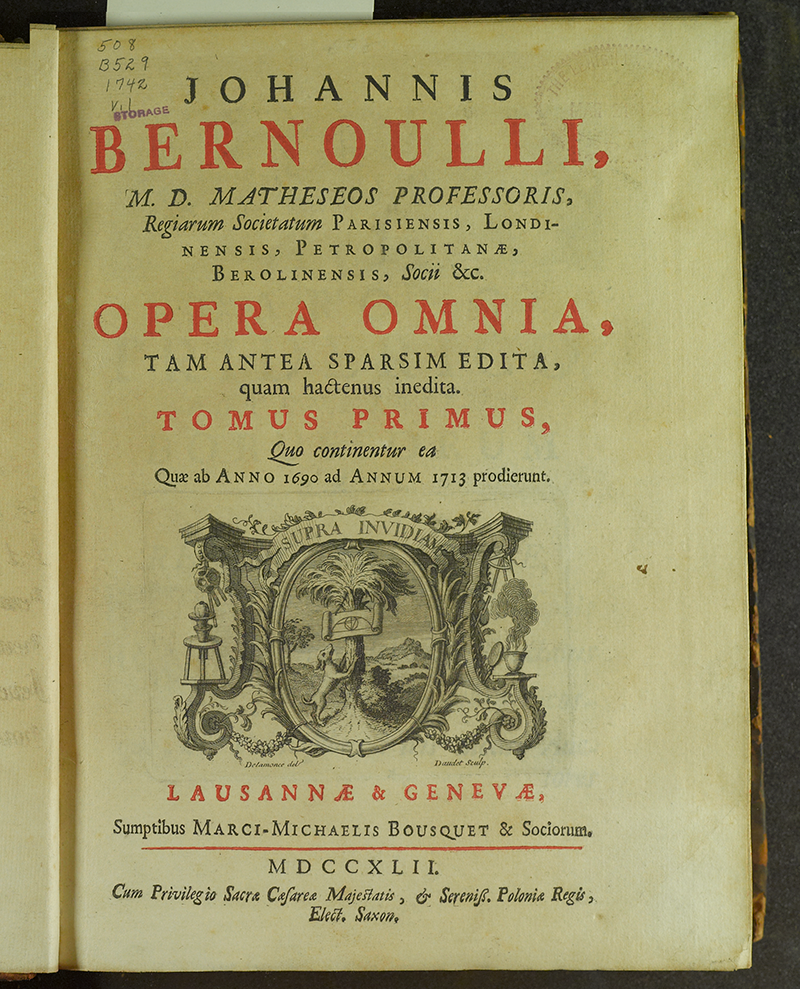 508
B529
1742
V.1
STORAGE
JOHANNIS
BERNOULLI,
M. D. MATHESEOS PROFESSORIS,
Regiarum Societatum PARISIENSIS, LONDI-
NENSIS, PETROPOLITANÆ,
BEROLINENSIS, Socii &c.
OPERA OMNIA,
TAM ANTEA SPARSIM EDITA,
quam hactenus inedita.
TOMUS PRIMUS,
Quo continentur ea
Quæ ab ANNO 1690 ad ANNUM 1713 prodierunt.
SUPRA INVIDIAM
Delamonce del.
Daudet Sculp.
LAUSANNÆ & GENEVÆ,
Sumptibus MARCI-MICHAELIS BOUSQUET & Sociorum.
MDCCXLII.
Cum Privilegio Sacræ Cæſareæ Majeſtatis, & Sereniſſ. Poloniæ Regis,
Elect. Saxon.